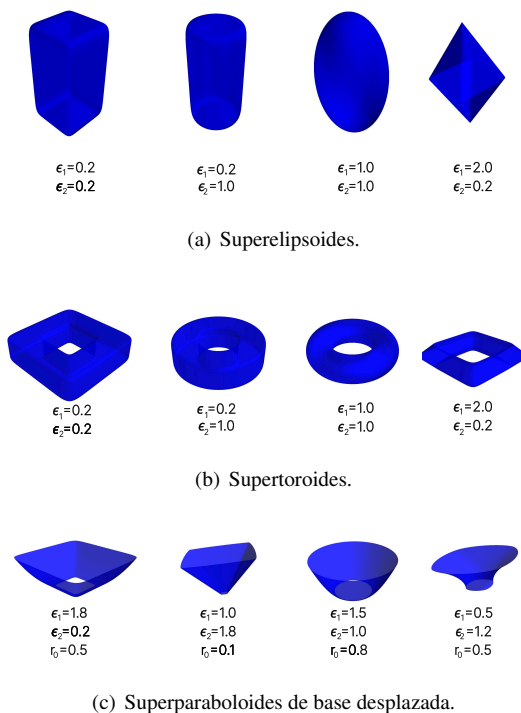 ϵ₁=0.2 ϵ₁=0.2 ϵ₁=1.0 ϵ₁=2.0
ϵ₂=0.2 ϵ₂=1.0 ϵ₂=1.0 ϵ₂=0.2
(a) Superelipsoides.
ϵ₁=0.2 ϵ₁=0.2 ϵ₁=1.0 ϵ₁=2.0
ϵ₂=0.2 ϵ₂=1.0 ϵ₂=1.0 ϵ₂=0.2
(b) Supertoroides.
ϵ₁=1.8 ϵ₁=1.0 ϵ₁=1.5 ϵ₁=0.5
ϵ₂=0.2 ϵ₂=1.8 ϵ₂=1.0 ϵ₂=1.2
r₀=0.5 r₀=0.1 r₀=0.8 r₀=0.5
(c) Superparaboloides de base desplazada.